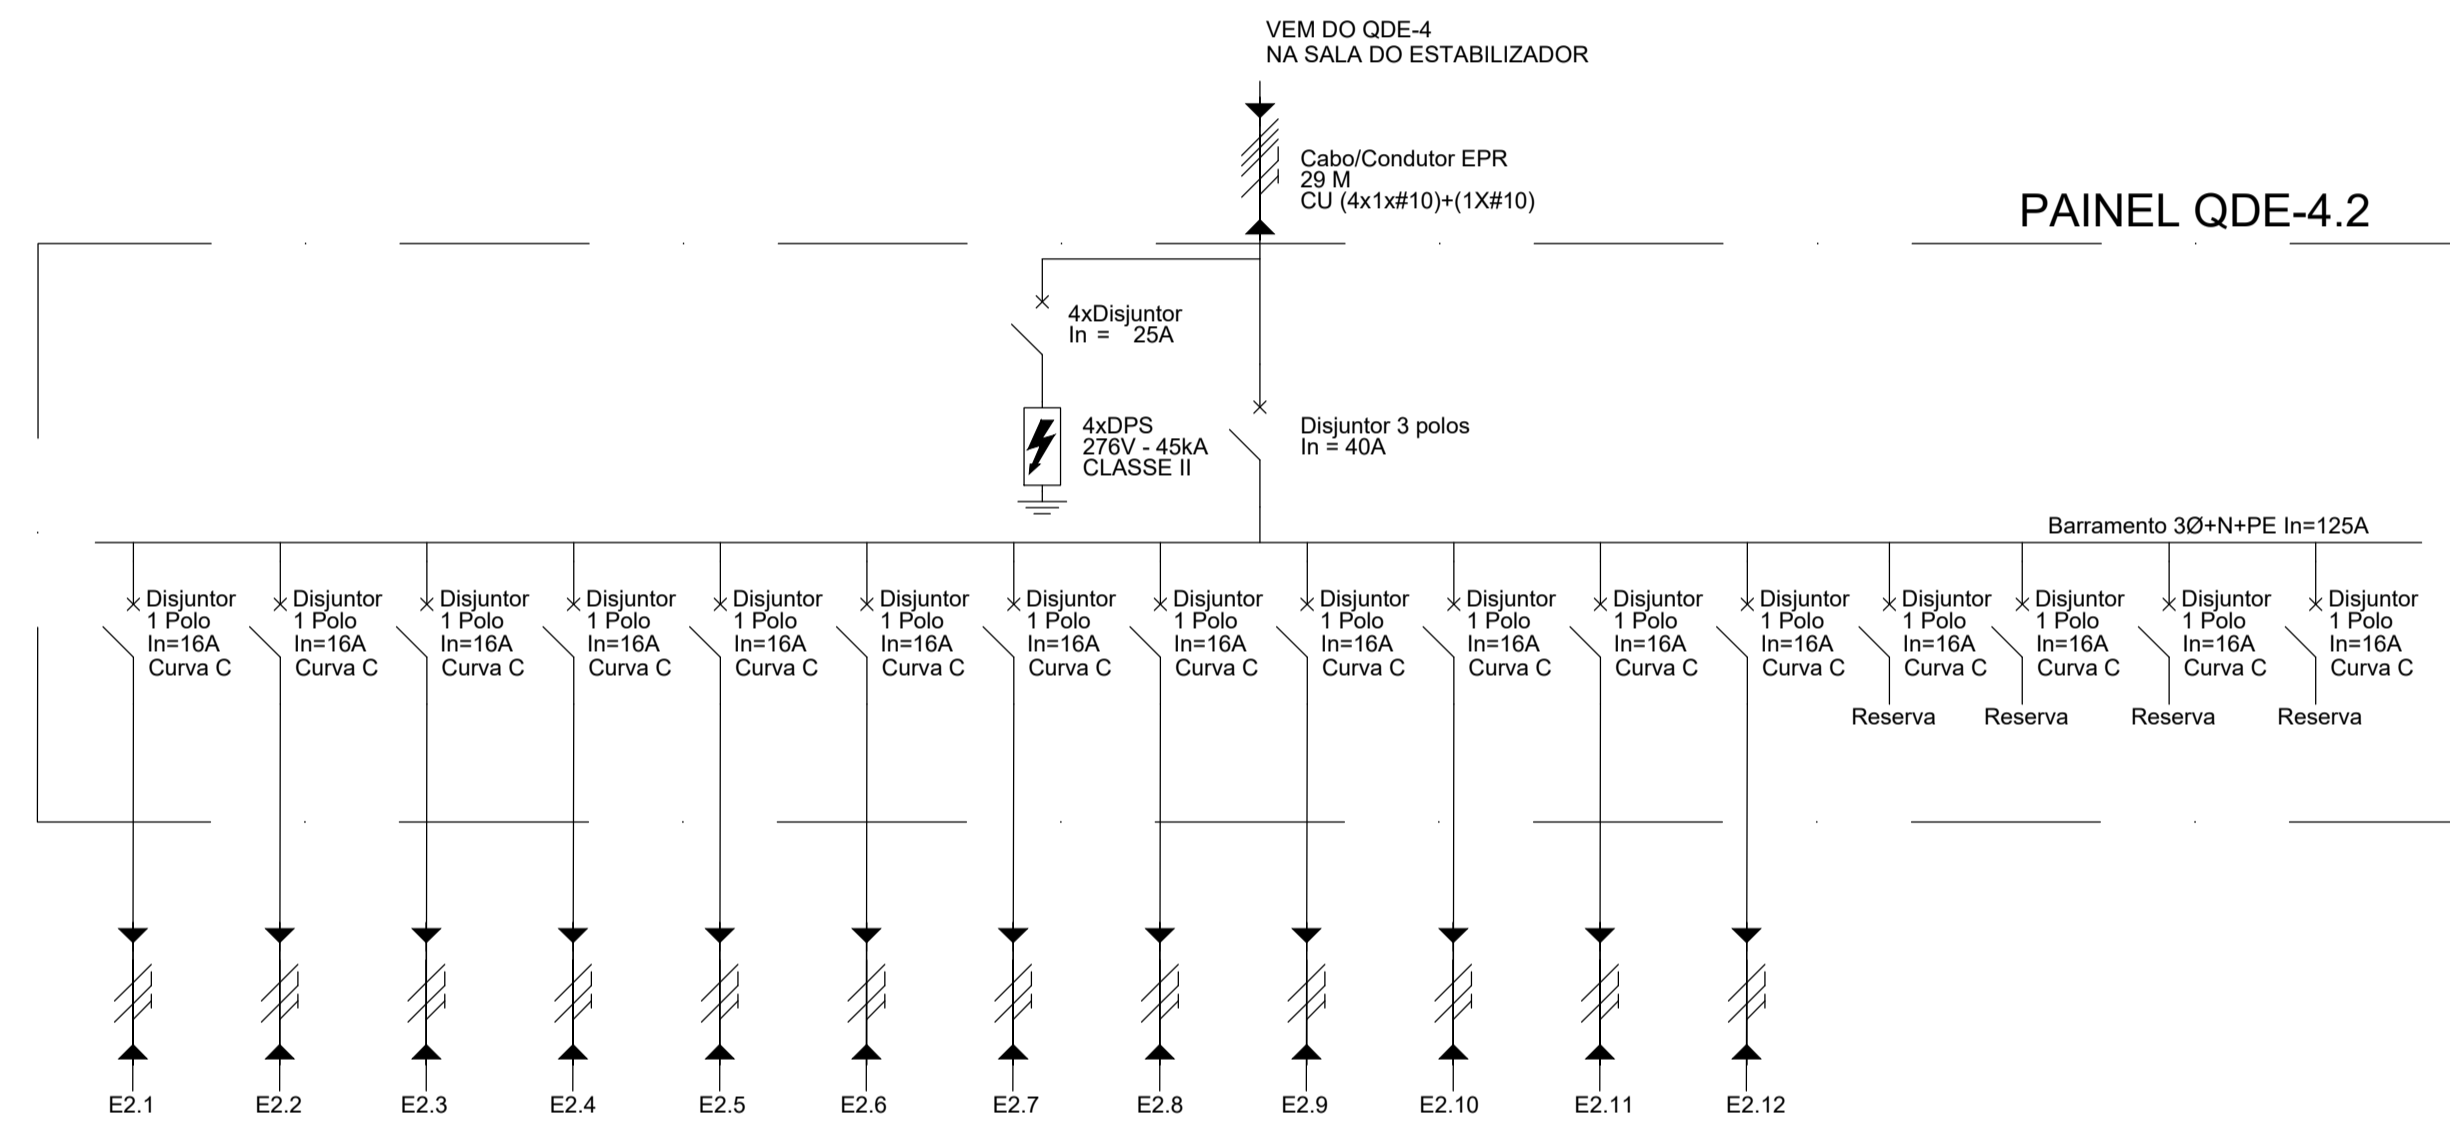 VEM DO QDE-4
NA SALA DO ESTABILIZADOR
Cabo/Condutor EPR
29 M
CU (4x1x#10)+(1X#10)
PAINEL QDE-4.2
4xDisjuntor
In = 25A
4xDPS
276V - 45kA
CLASSE II
Disjuntor 3 polos
In = 40A
Barramento 3Ø+N+PE In=125A
Disjuntor
1 Polo
In=16A
Curva C
Disjuntor
1 Polo
In=16A
Curva C
Disjuntor
1 Polo
In=16A
Curva C
Disjuntor
1 Polo
In=16A
Curva C
Disjuntor
1 Polo
In=16A
Curva C
Disjuntor
1 Polo
In=16A
Curva C
Disjuntor
1 Polo
In=16A
Curva C
Disjuntor
1 Polo
In=16A
Curva C
Disjuntor
1 Polo
In=16A
Curva C
Disjuntor
1 Polo
In=16A
Curva C
Disjuntor
1 Polo
In=16A
Curva C
Disjuntor
1 Polo
In=16A
Curva C
Disjuntor
1 Polo
In=16A
Curva C
Reserva
Disjuntor
1 Polo
In=16A
Curva C
Reserva
Disjuntor
1 Polo
In=16A
Curva C
Reserva
Disjuntor
1 Polo
In=16A
Curva C
Reserva
E2.1
E2.2
E2.3
E2.4
E2.5
E2.6
E2.7
E2.8
E2.9
E2.10
E2.11
E2.12